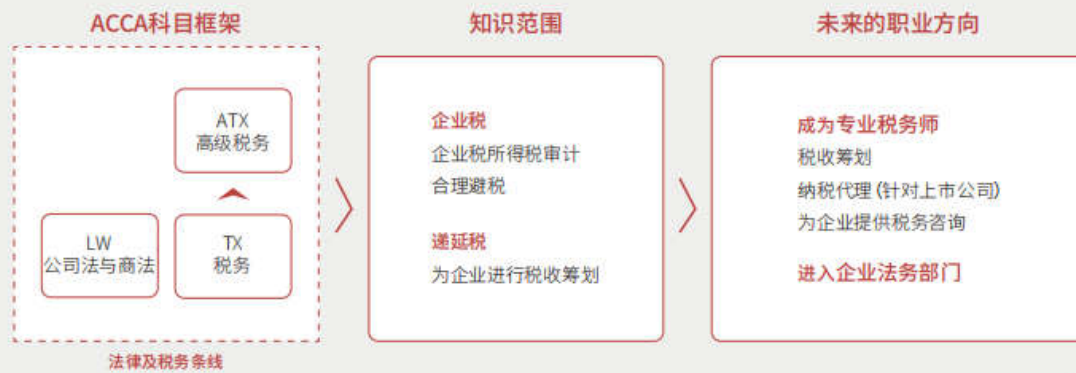 ACCA科目框架
ATX
高级税务
LW
公司法与商法
TX
税务
法律及税务条线
知识范围
企业税
企业税所得税审计
合理避税
递延税
为企业进行税收筹划
未来的职业方向
成为专业税务师
税收筹划
纳税代理(针对上市公司)
为企业提供税务咨询
进入企业法务部门